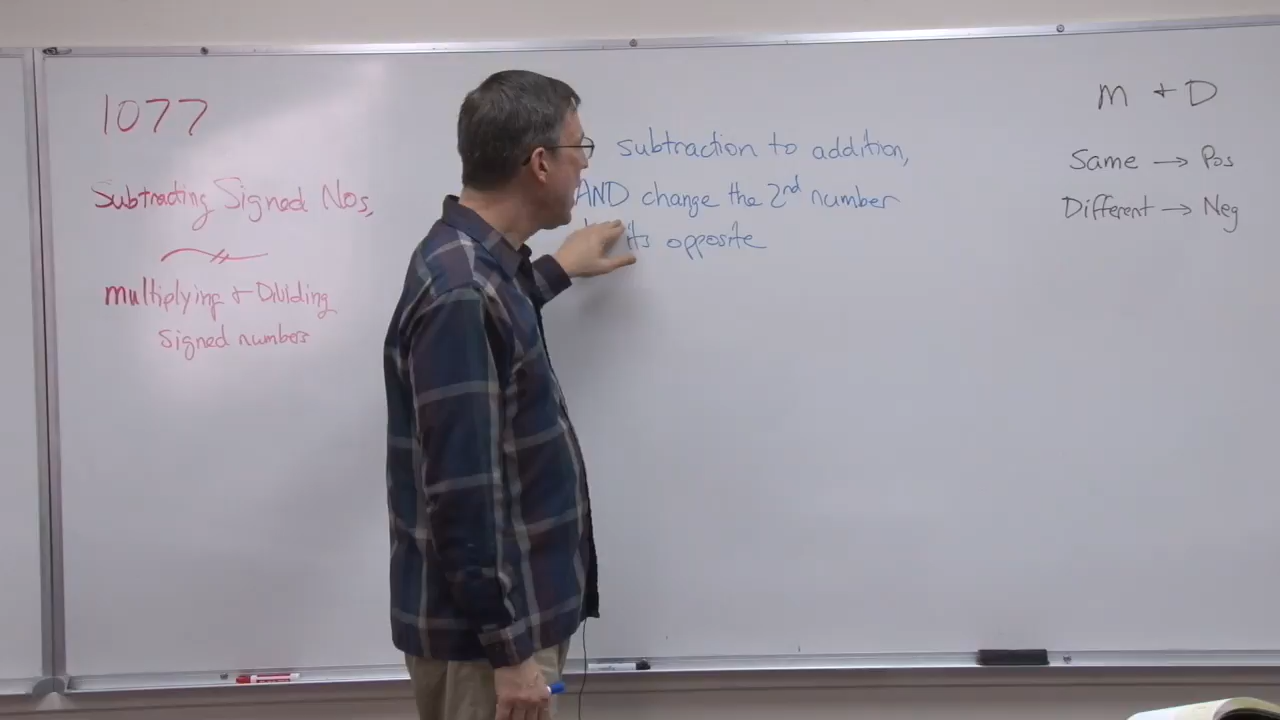 1077
Subtracting Signed Nos,
multiplying + Dividing
signed numbers
subtraction to addition,
AND change the 2nd number
its opposite
M + D
Same → Pos
Different → Neg